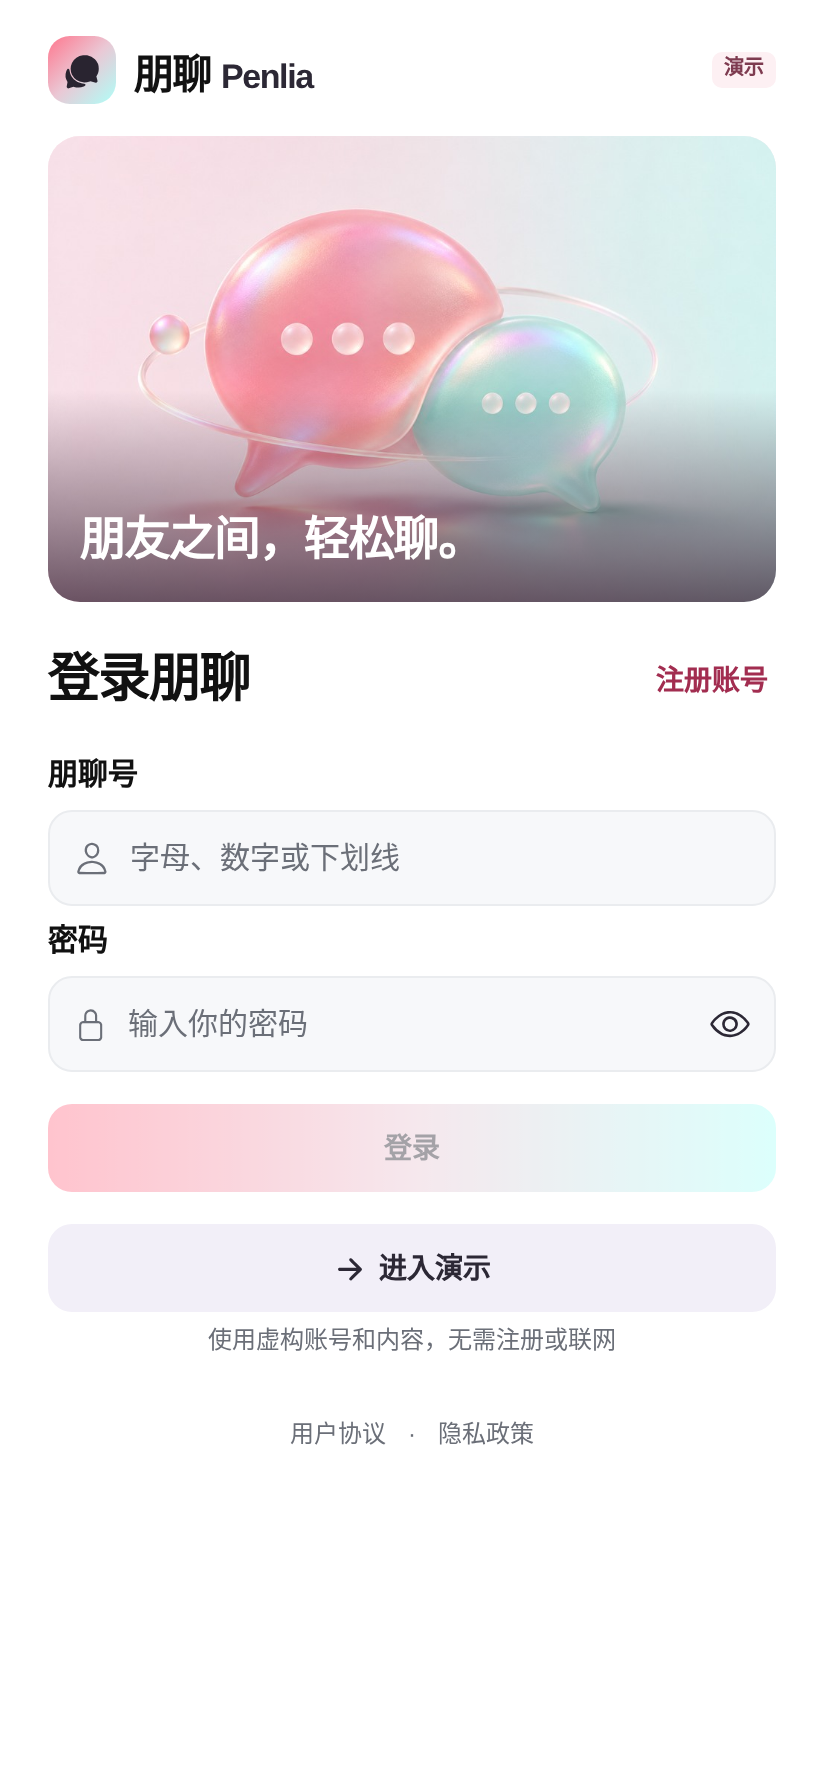 朋聊 Penlia
演示
朋友之间，轻松聊。
登录朋聊
注册账号
朋聊号
字母、数字或下划线
密码
输入你的密码
登录
→ 进入演示
使用虚构账号和内容，无需注册或联网
用户协议 · 隐私政策